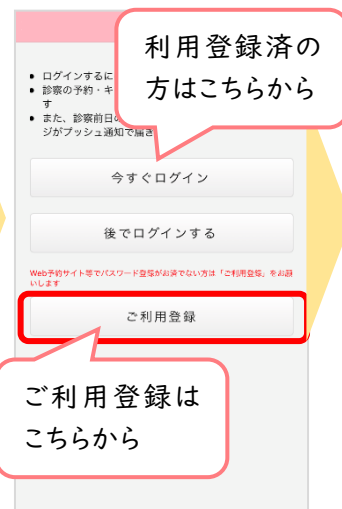 利用登録済の
方はこちらから
ログインするに
診察の予約・キ
す
また、診察前日
ジがプッシュ通知で届き
今すぐログイン
後でログインする
Web予約サイト等でパスワード登録がお済でない方は「ご利用登録」をお願
いします
ご利用登録
ご利用登録は
こちらから